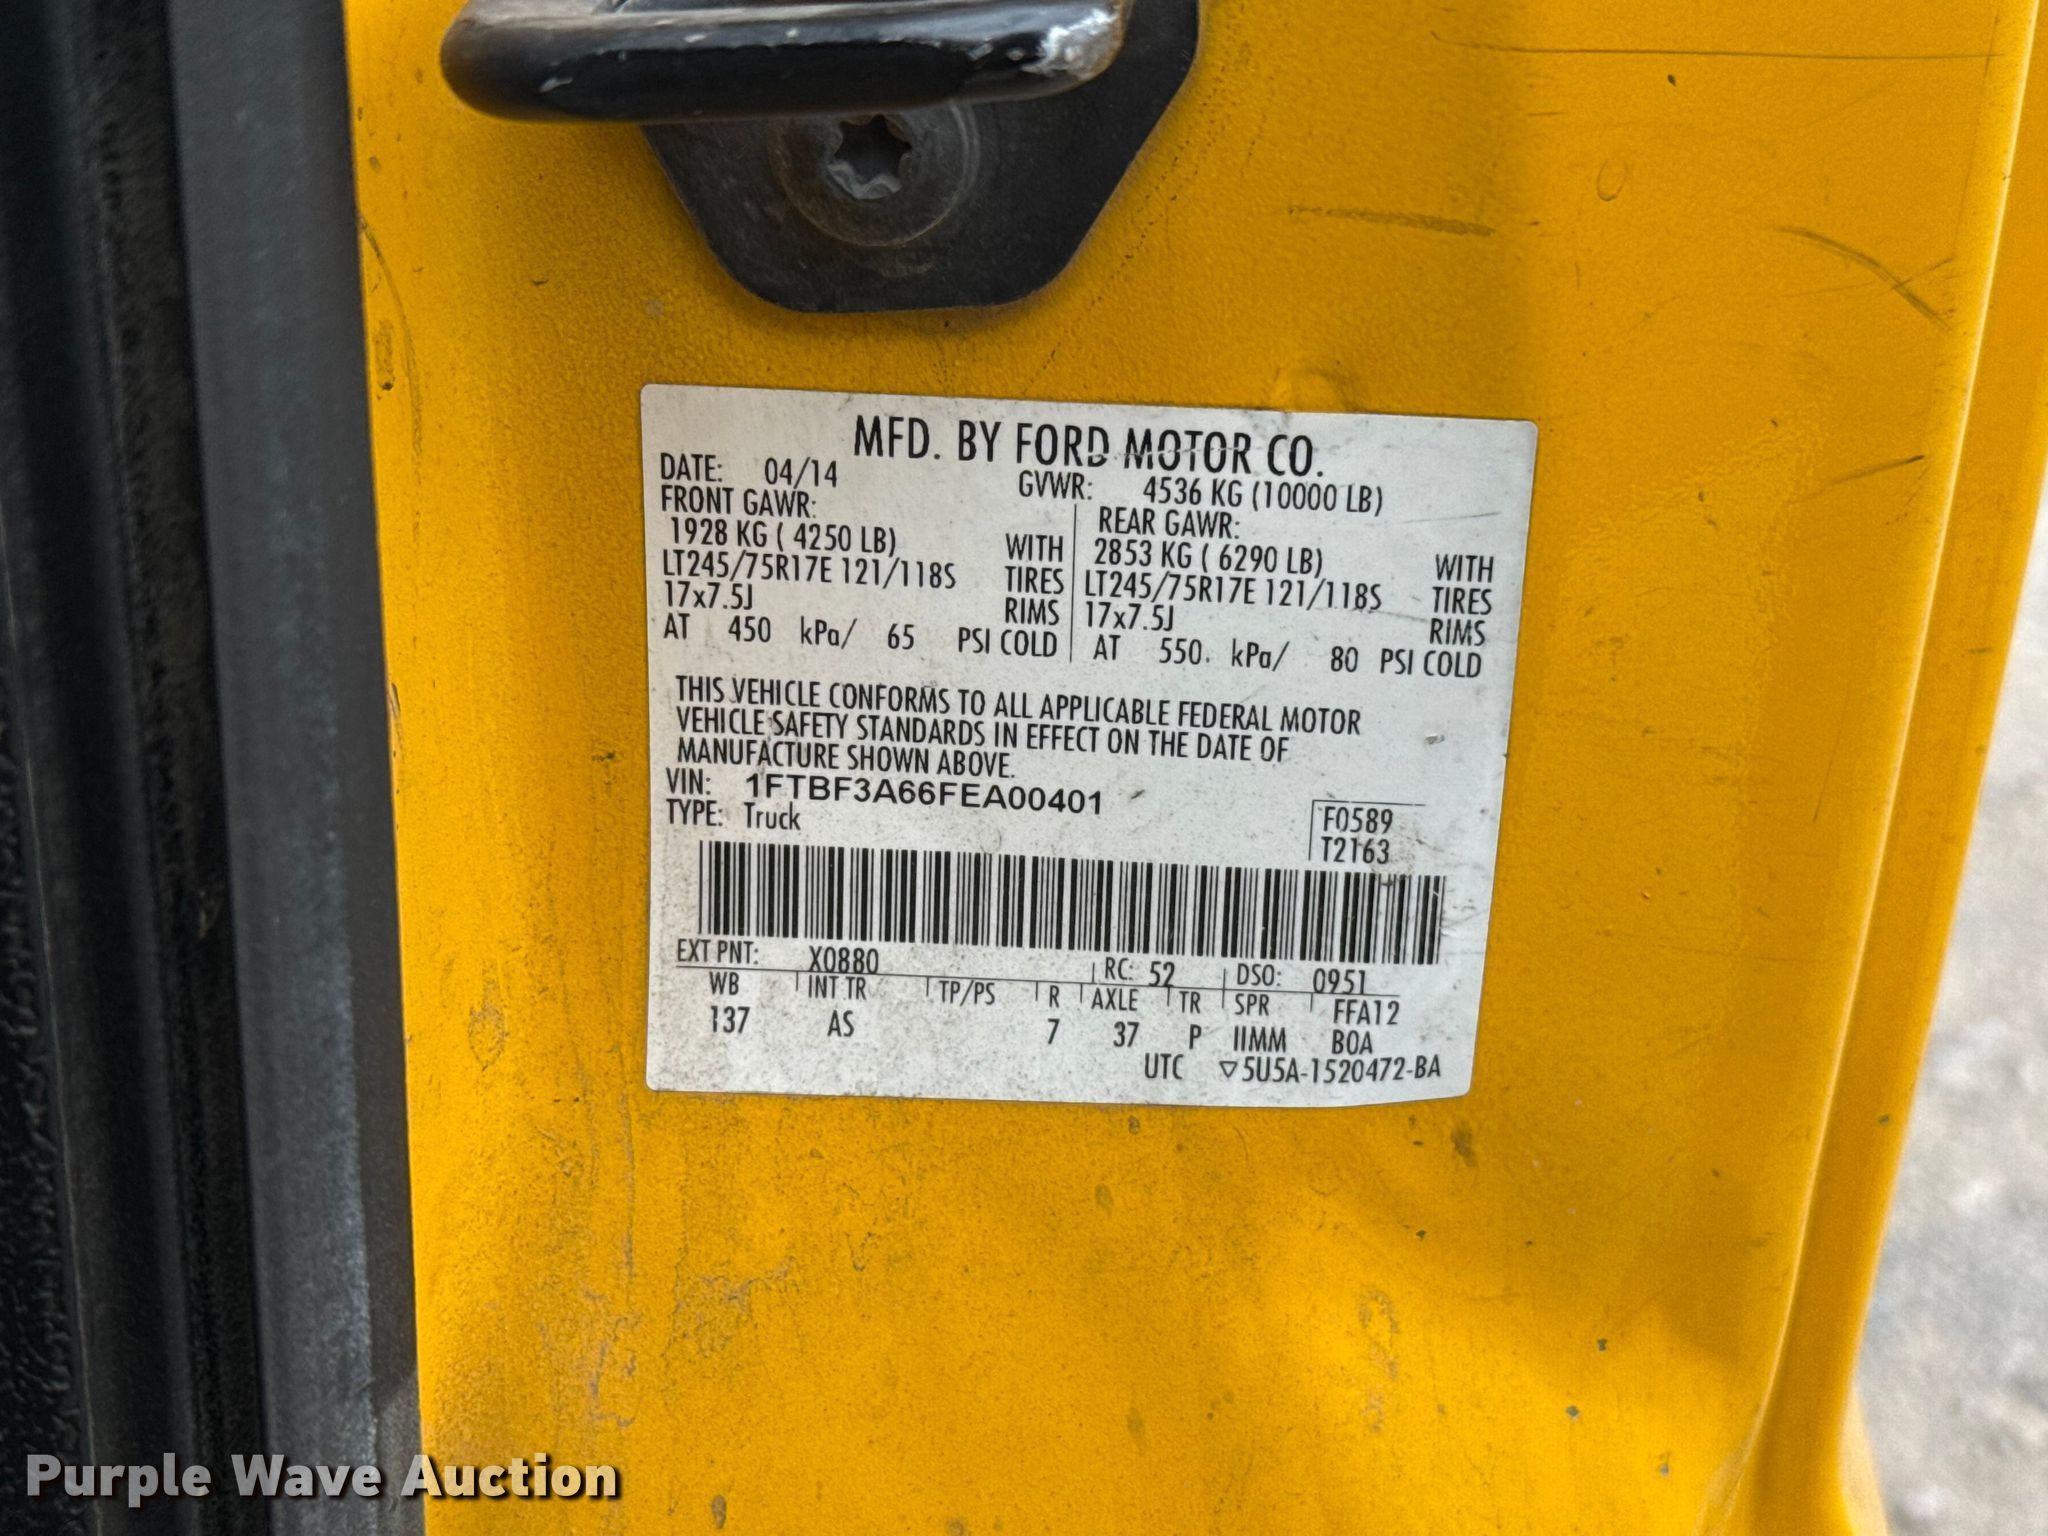 MFD. BY FORD MOTOR CO.
DATE: 04/14 GVWR: 4536 KG (10000 LB)
FRONT GAWR: REAR GAWR:
1928 KG ( 4250 LB) WITH 2853 KG ( 6290 LB) WITH
LT245/75R17E 121/118S TIRES LT245/75R17E 121/118S TIRES
17x7.5J RIMS 17x7.5J RIMS
AT 450 kPa/ 65 PSI COLD AT 550. kPa/ 80 PSI COLD
THIS VEHICLE CONFORMS TO ALL APPLICABLE FEDERAL MOTOR
VEHICLE SAFETY STANDARDS IN EFFECT ON THE DATE OF
MANUFACTURE SHOWN ABOVE.
VIN: 1FTBF3A66FEA00401
TYPE: Truck F0589
T2163
EXT PNT: X0880 RC: 52 DSO: 0951
WB INT TR TP/PS R AXLE TR SPR FFA12
137 AS 7 37 P IIMM BOA
UTC ▽5U5A-1520472-BA
Purple Wave Auction